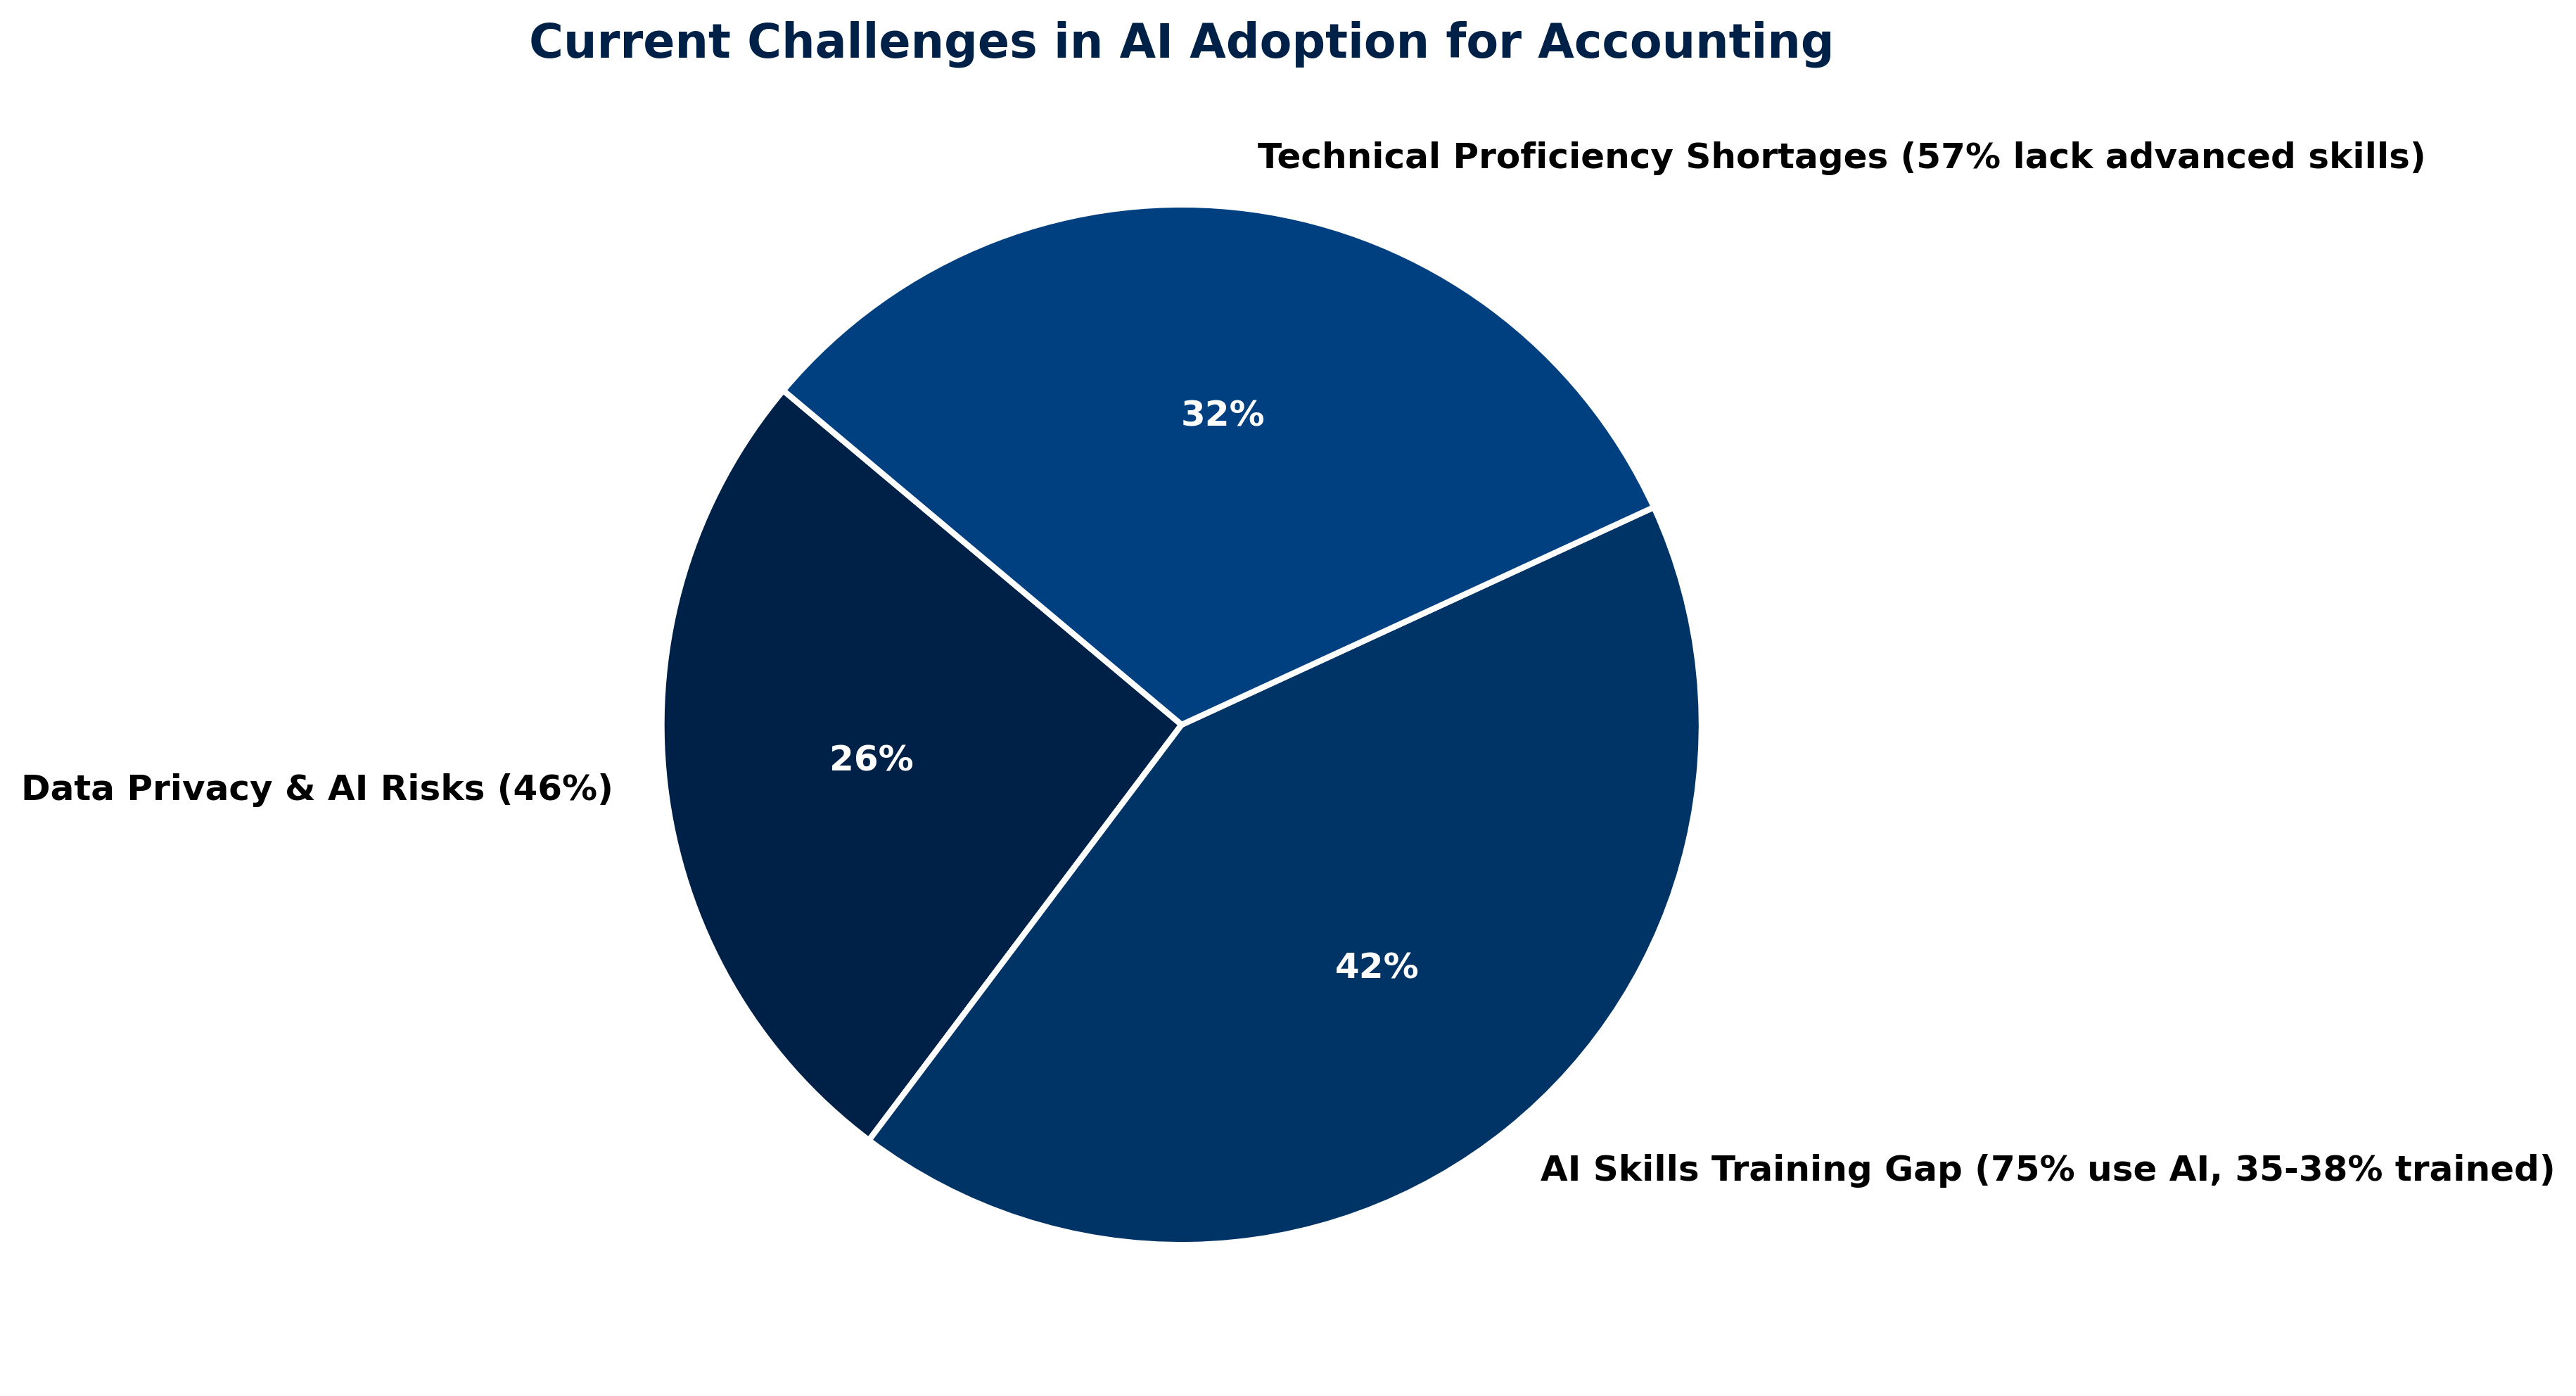 Current Challenges in AI Adoption for Accounting
Technical Proficiency Shortages (57% lack advanced skills)
32%
26%
Data Privacy & AI Risks (46%)
42%
AI Skills Training Gap (75% use AI, 35-38% trained)